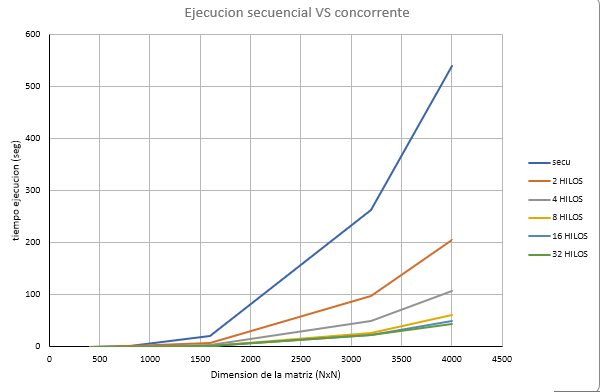 Ejecucion secuencial VS concorrente
tiempo ejecucion (seg)
600
500
400
300
200
100
0
0 500 1000 1500 2000 2500 3000 3500 4000 4500
Dimension de la matriz (NxN)
secu
2 HILOS
4 HILOS
8 HILOS
16 HILOS
32 HILOS